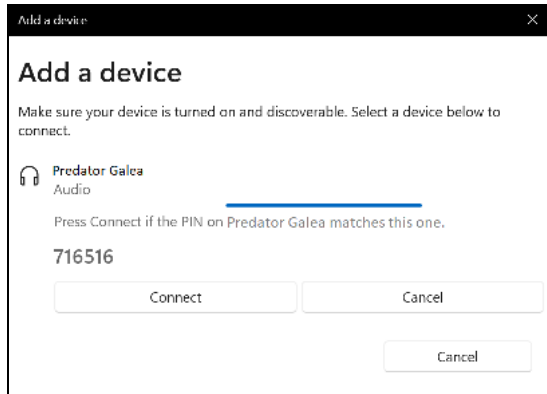 Add a device
Add a device
Make sure your device is turned on and discoverable. Select a device below to
connect.
Predator Galea
Audio
Press Connect if the PIN on Predator Galea matches this one.
716516
Connect Cancel
Cancel